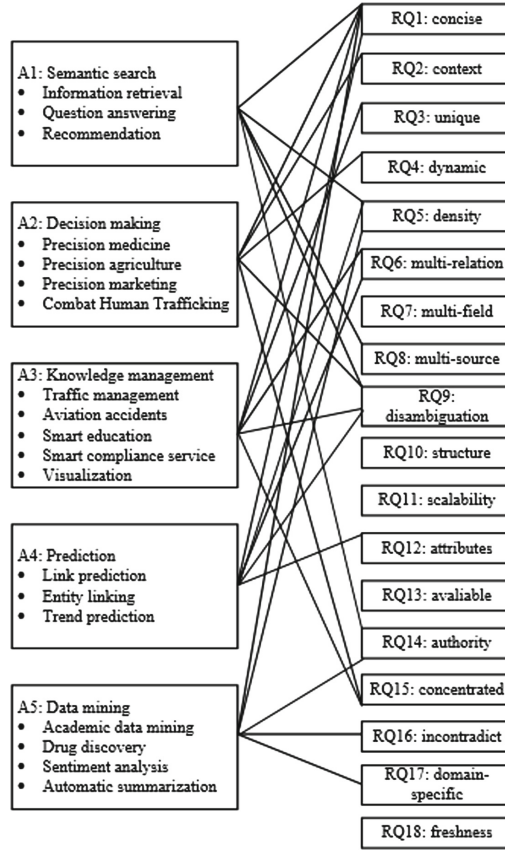 A1: Semantic search
• Information retrieval
• Question answering
• Recommendation
A2: Decision making
• Precision medicine
• Precision agriculture
• Precision marketing
• Combat Human Trafficking
A3: Knowledge management
• Traffic management
• Aviation accidents
• Smart education
• Smart compliance service
• Visualization
A4: Prediction
• Link prediction
• Entity linking
• Trend prediction
A5: Data mining
• Academic data mining
• Drug discovery
• Sentiment analysis
• Automatic summarization
RQ1: concise
RQ2: context
RQ3: unique
RQ4: dynamic
RQ5: density
RQ6: multi-relation
RQ7: multi-field
RQ8: multi-source
RQ9:
disambiguation
RQ10: structure
RQ11: scalability
RQ12: attributes
RQ13: avaliable
RQ14: authority
RQ15: concentrated
RQ16: incontradict
RQ17: domain-
specific
RQ18: freshness